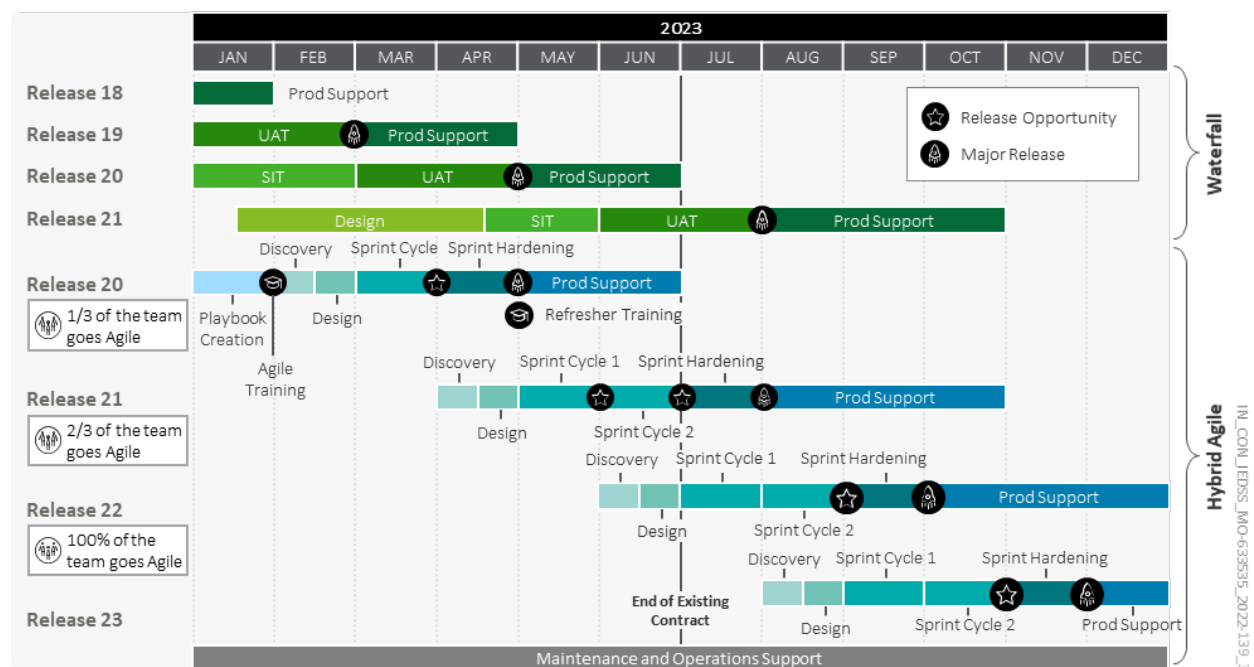 2023
JAN FEB MAR APR MAY JUN JUL AUG SEP OCT NOV DEC
Release 18
Prod Support
Release Opportunity
Major Release
Release 19
UAT Prod Support
Release 20
SIT UAT Prod Support
Release 21
Design SIT UAT Prod Support
Waterfall
Discovery Sprint Cycle Sprint Hardening
Release 20
Prod Support
1/3 of the team
goes Agile
Playbook
Creation
Design
Refresher Training
Agile
Training
Discovery Sprint Cycle 1 Sprint Hardening
Release 21
Prod Support
2/3 of the team
goes Agile
Design Sprint Cycle 2
Discovery Sprint Cycle 1 Sprint Hardening
Release 22
Prod Support
100% of the
team goes Agile
Design Sprint Cycle 2
Discovery Sprint Cycle 1 Sprint Hardening
Release 23
End of Existing
Contract
Design Sprint Cycle 2 Prod Support
Maintenance and Operations Support
Hybrid Agile
IN_CON_IEDSS_MO-633535_2022-139_